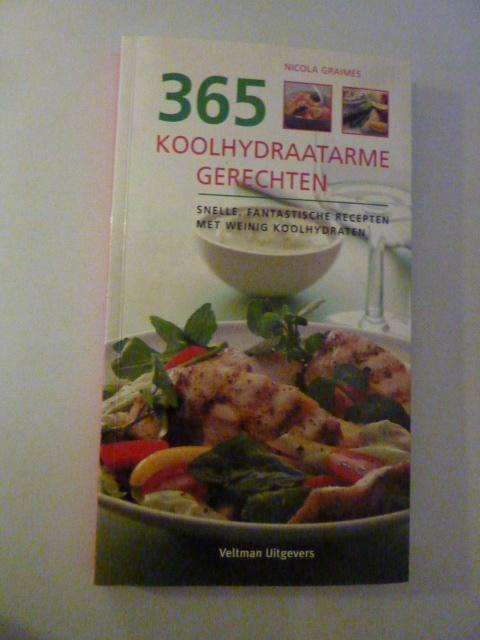 NICOLA GRAIMES
365
KOOLHYDRAATARME
GERECHTEN
SNELLE, FANTASTISCHE RECEPTEN
MET WEINIG KOOLHYDRATEN
Veltman Uitgevers